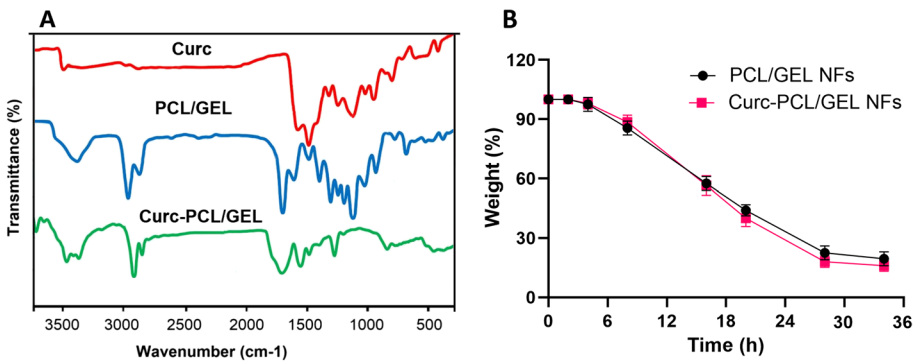 A
Curc
PCL/GEL
Curc-PCL/GEL
Transmittance (%)
3500 3000 2500 2000 1500 1000 500
Wavenumber (cm-1)
B
PCL/GEL NFs
Curc-PCL/GEL NFs
Weight (%)
120
90
60
30
0
0 6 12 18 24 30 36
Time (h)